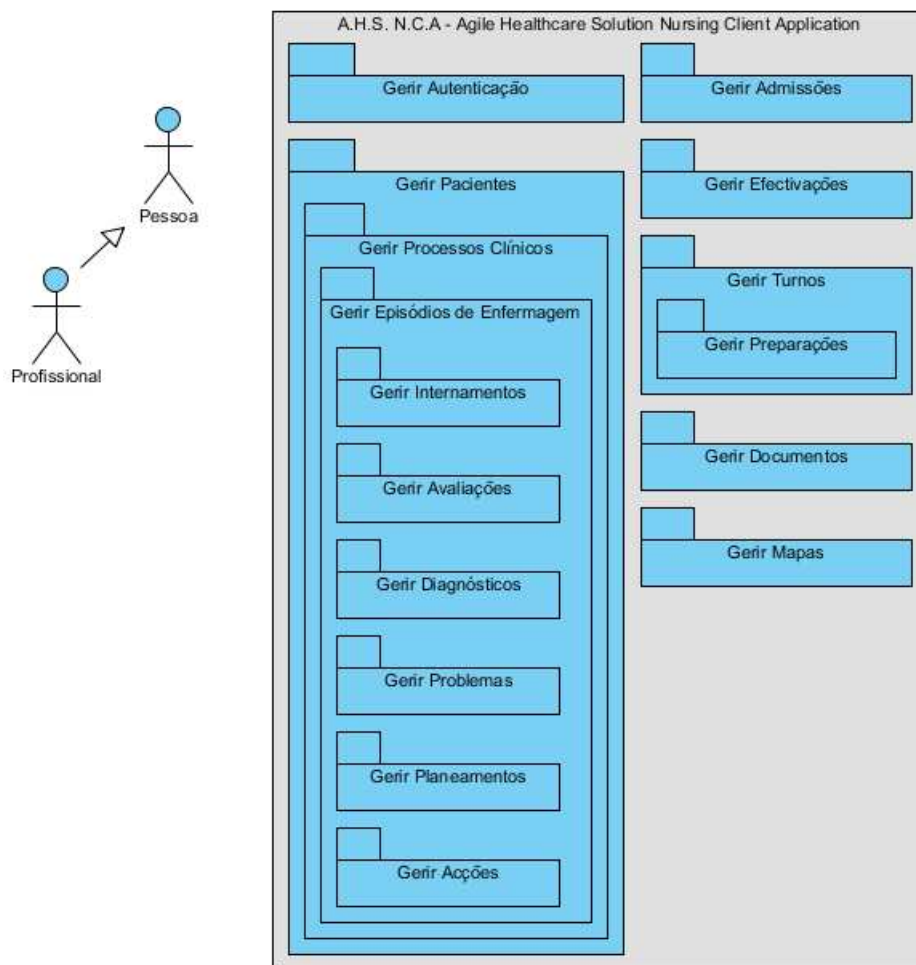 A.H.S. N.C.A - Agile Healthcare Solution Nursing Client Application
Pessoa
Profissional
Gerir Autenticação
Gerir Pacientes
Gerir Processos Clínicos
Gerir Episódios de Enfermagem
Gerir Internamentos
Gerir Avaliações
Gerir Diagnósticos
Gerir Problemas
Gerir Planeamentos
Gerir Acções
Gerir Admissões
Gerir Efectivações
Gerir Turnos
Gerir Preparações
Gerir Documentos
Gerir Mapas